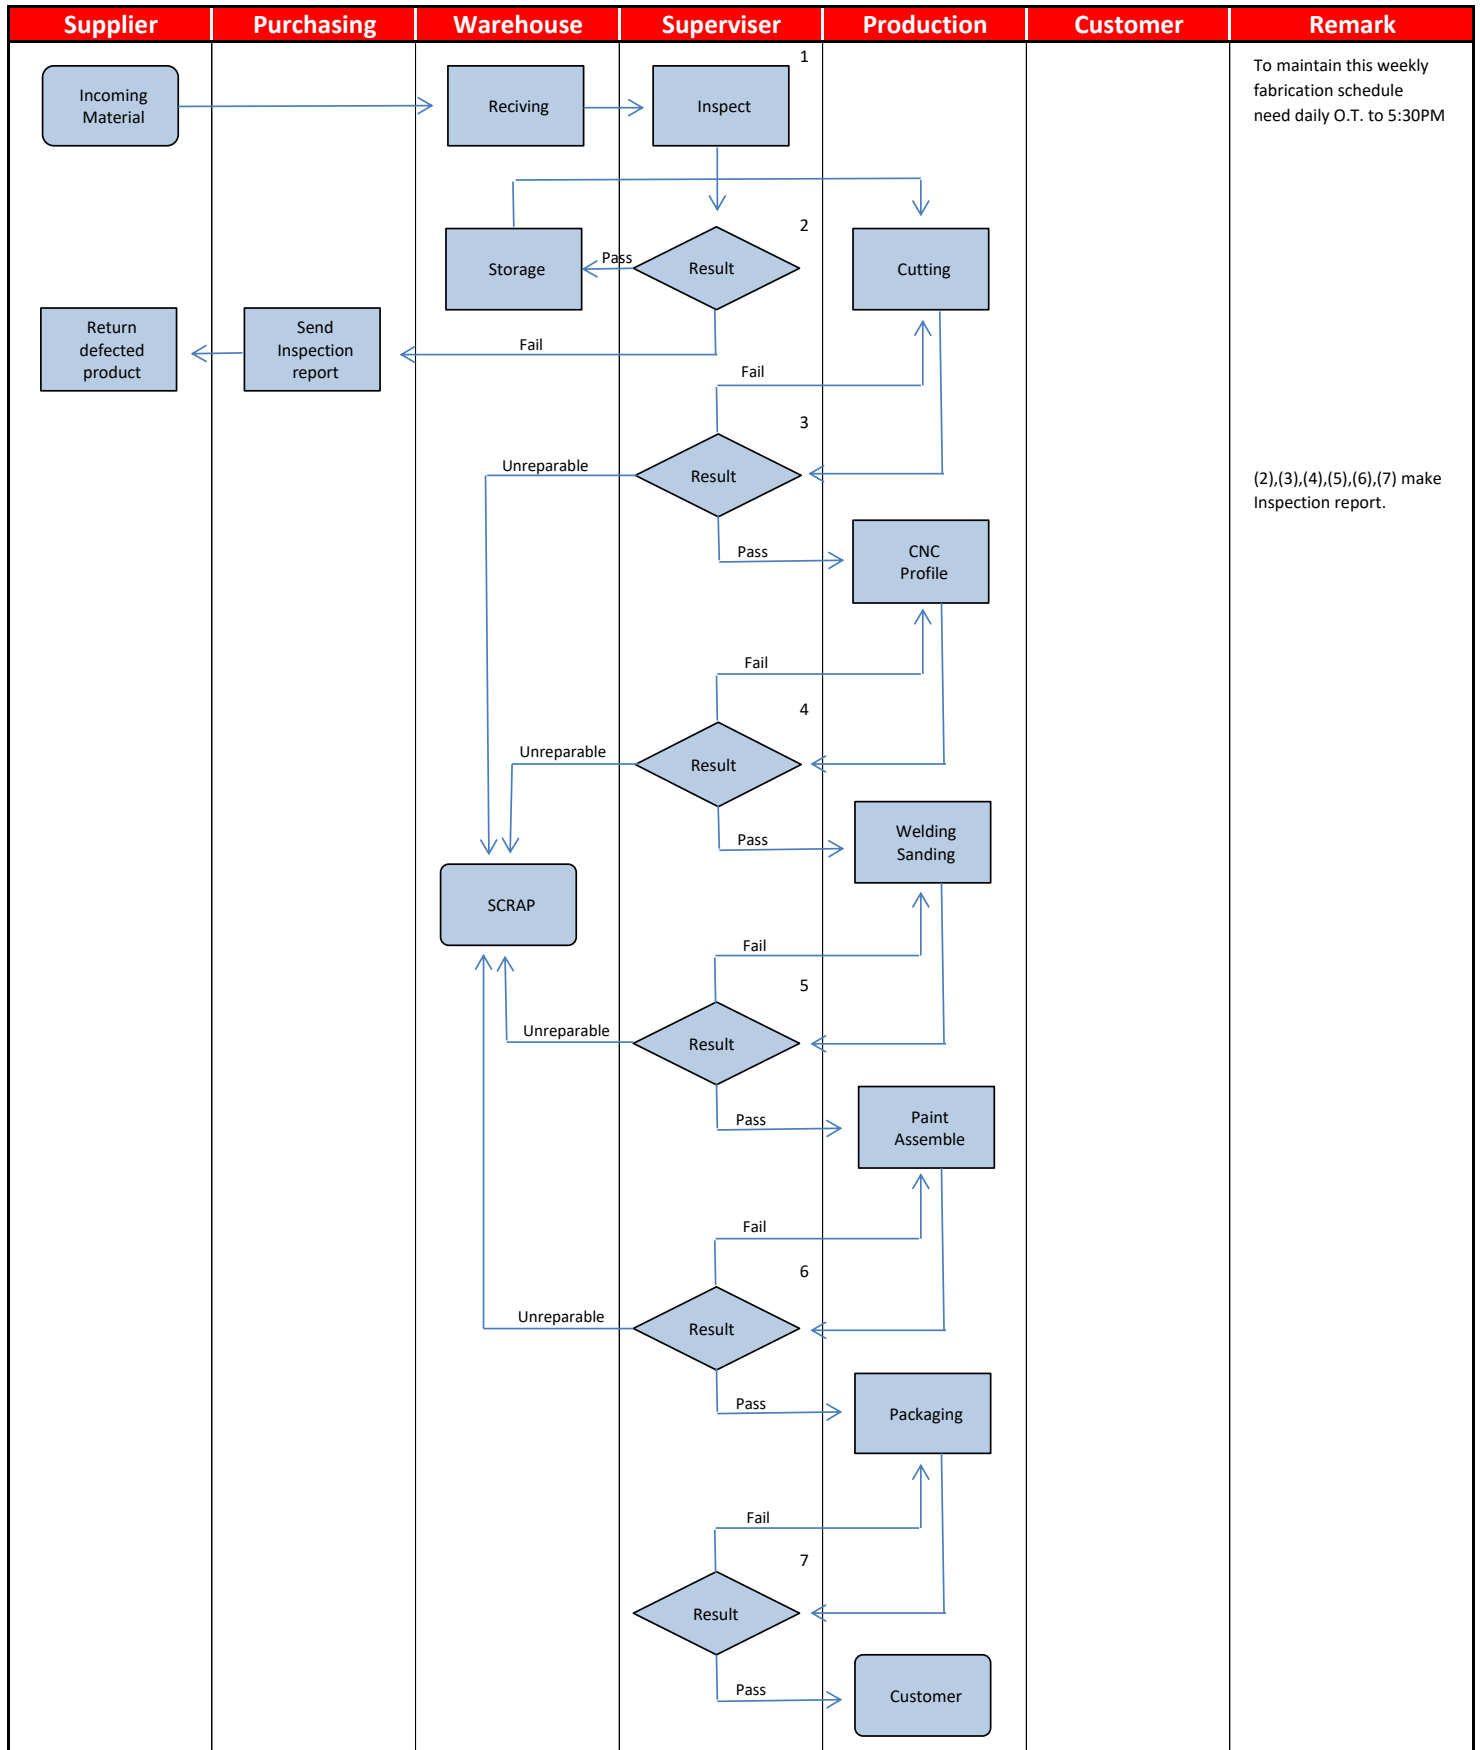 Supplier Purchasing Warehouse Superviser Production Customer Remark
1
To maintain this weekly
fabrication schedule
need daily O.T. to 5:30PM
Incoming
Material
Reciving
Inspect
2
Storage
Pass
Result
Cutting
Return
defected
product
Send
Inspection
report
Fail
Fail
3
Unreparable
Result
(2),(3),(4),(5),(6),(7) make
Inspection report.
Pass
CNC
Profile
Fail
4
Unreparable
Result
Pass
Welding
Sanding
SCRAP
Fail
5
Unreparable
Result
Pass
Paint
Assemble
Fail
6
Unreparable
Result
Pass
Packaging
Fail
7
Result
Pass
Customer